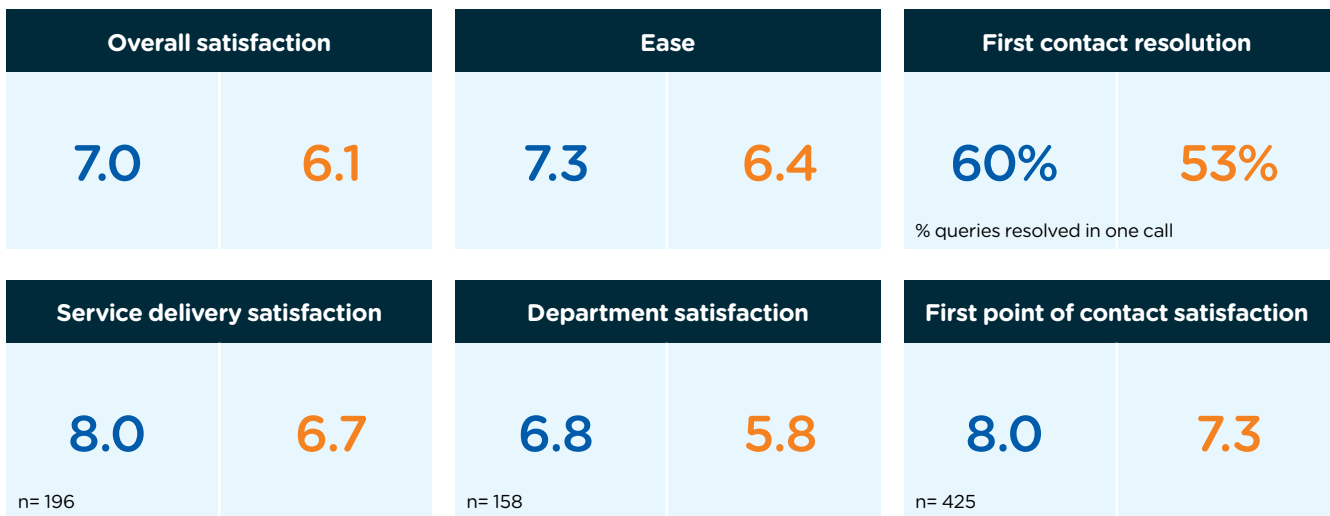 Overall satisfaction
7.0 6.1
Ease
7.3 6.4
First contact resolution
60% 53%
% queries resolved in one call
Service delivery satisfaction
8.0 6.7
n= 196
Department satisfaction
6.8 5.8
n= 158
First point of contact satisfaction
8.0 7.3
n= 425